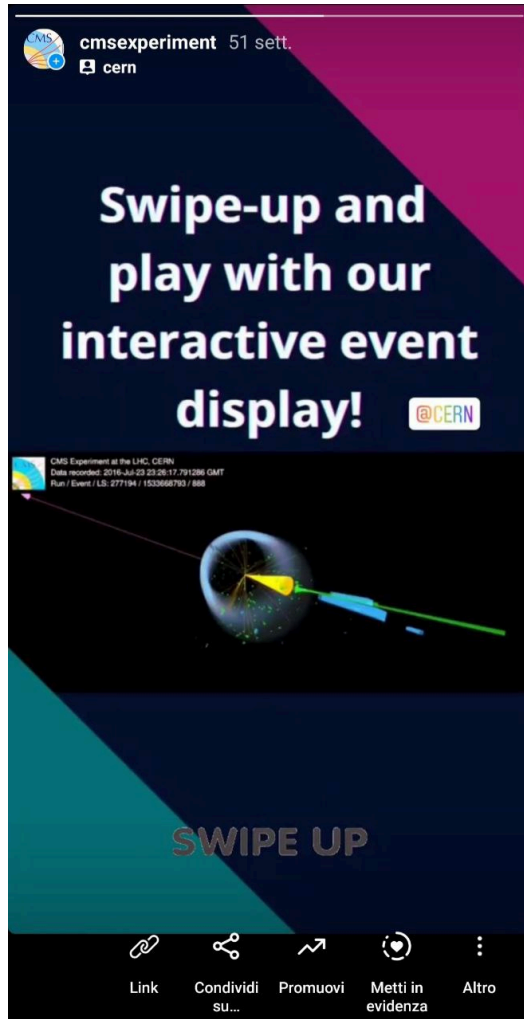 CMS
cmsexperiment 51 sett.
cern
Swipe-up and
play with our
interactive event
display!
@CERN
CMS Experiment at the LHC, CERN
Data recorded: 2016-Jul-23 23:26:17.791286 GMT
Run / Event / LS: 277194 / 1533668793 / 888
SWIPE UP
Link
Condividi
su...
Promuovi
Metti in
evidenza
Altro